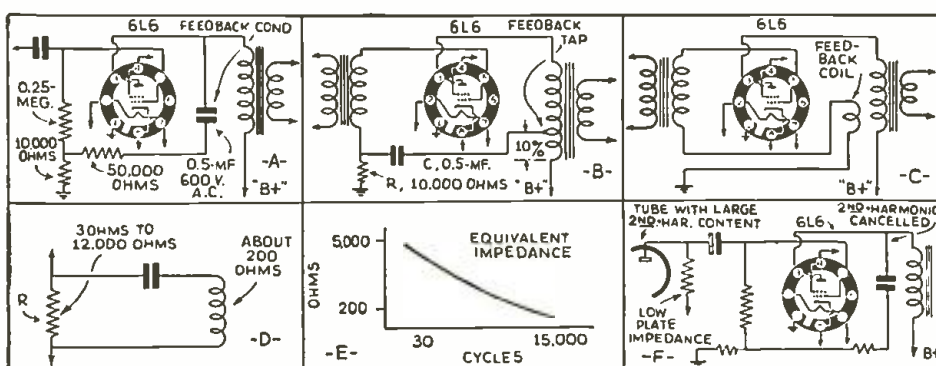 6L6 FEEDBACK COND
0.25-
MEG.
10,000
OHMS
50,000
OHMS
0.5-MF
600 V.
A.C.
"B+"
-A-
6L6
FEEDBACK
TAP
10%
C, 0.5-MF.
R, 10,000 OHMS "B+"
-B-
6L6
FEED-
BACK
COIL
"B+"
-C-
3 OHMS TO
12,000 OHMS
ABOUT
200
OHMS
R
-D-
5,000
EQUIVALENT
IMPEDANCE
OHMS
200
30
15,000
-E-
CYCLES
TUBE WITH LARGE
2ND-HAR. CONTENT
6L6
2ND-HARMONIC
CANCELLED
LOW
PLATE
IMPEDANCE
-F-
B+